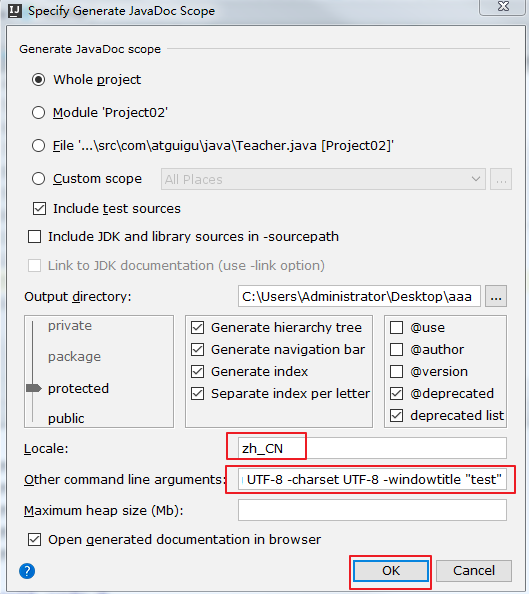 Specify Generate JavaDoc Scope
Generate JavaDoc scope
Whole project
Module 'Project02'
File '...\src\com\atguigu\java\Teacher.java [Project02]'
Custom scope All Places ...
Include test sources
Include JDK and library sources in -sourcepath
Link to JDK documentation (use -link option)
Output directory: C:\Users\Administrator\Desktop\aaa ...
private
package
protected
public
Generate hierarchy tree
Generate navigation bar
Generate index
Separate index per letter
@use
@author
@version
@deprecated
deprecated list
Locale: zh_CN
Other command line arguments: UTF-8 -charset UTF-8 -windowtitle "test"
Maximum heap size (Mb):
Open generated documentation in browser
? OK Cancel